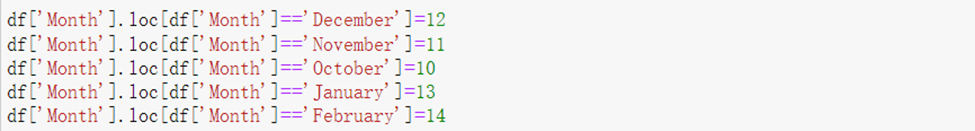 df['Month'].loc[df['Month']=='December']=12
df['Month'].loc[df['Month']=='November']=11
df['Month'].loc[df['Month']=='October']=10
df['Month'].loc[df['Month']=='January']=13
df['Month'].loc[df['Month']=='February']=14